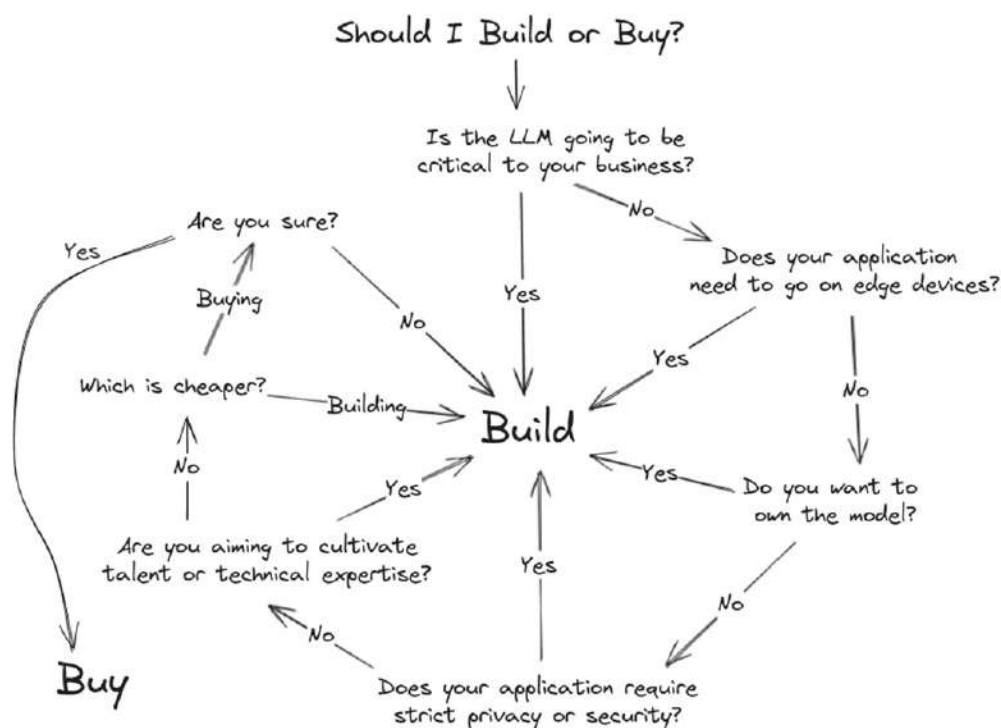 Should I Build or Buy?
Is the LLM going to be
critical to your business?
No
Yes
Does your application
need to go on edge devices?
Yes
No
Do you want to
own the model?
Yes
No
Does your application require
strict privacy or security?
Yes
No
Are you aiming to cultivate
talent or technical expertise?
Yes
No
Which is cheaper?
Building
Buying
Are you sure?
No
Yes
Build
Buy